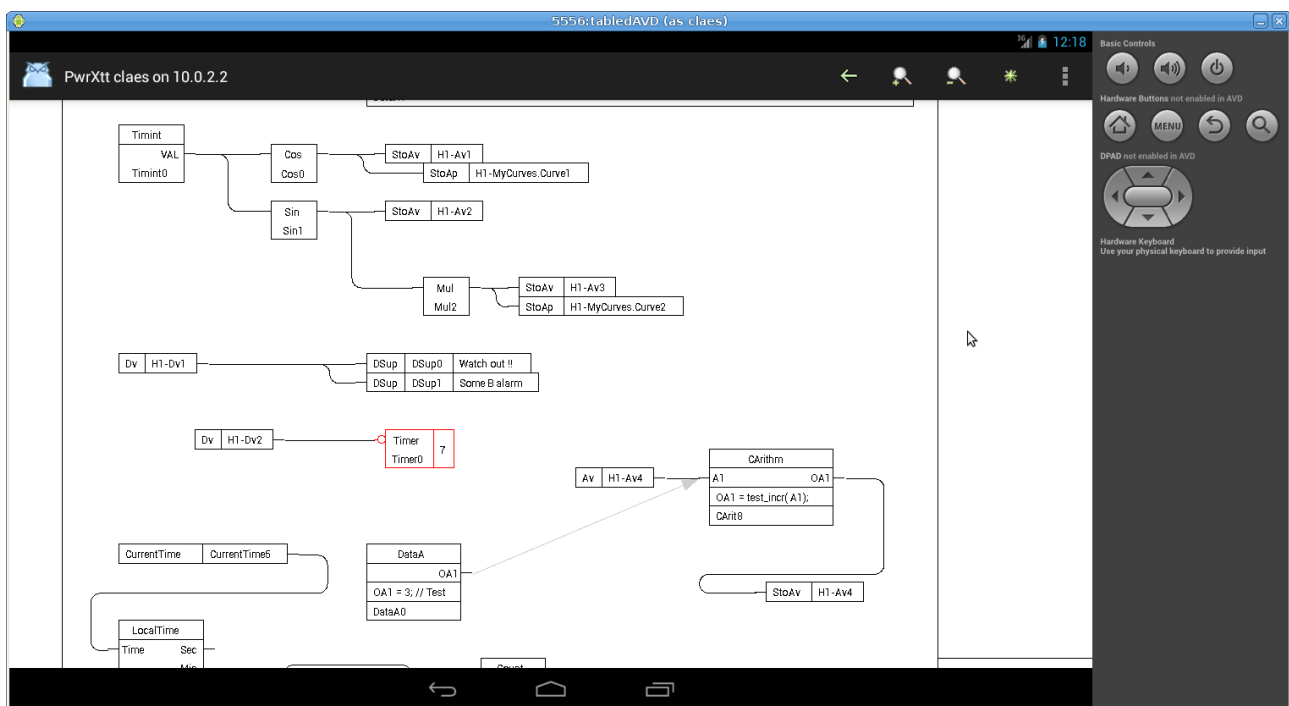 5556:tabledAVD (as claes)
3G 12:18
PwrXtt claes on 10.0.2.2
Basic Controls
Hardware Buttons not enabled in AVD
MENU
DPAD not enabled in AVD
Hardware Keyboard
Use your physical keyboard to provide input
Timint
VAL
Timint0
Cos
Cos0
StoAv H1-Av1
StoAp H1-MyCurves.Curve1
Sin
Sin1
StoAv H1-Av2
Mul
Mul2
StoAv H1-Av3
StoAp H1-MyCurves.Curve2
Dv H1-Dv1
DSup DSup0 Watch out !!
DSup DSup1 Some B alarm
Dv H1-Dv2
Timer
Timer0
7
Av H1-Av4
CArithm
A1 OA1
OA1 = test_incr( A1);
CArit8
CurrentTime CurrentTime5
DataA
OA1
OA1 = 3; // Test
DataA0
StoAv H1-Av4
LocalTime
Time Sec
Min
Count